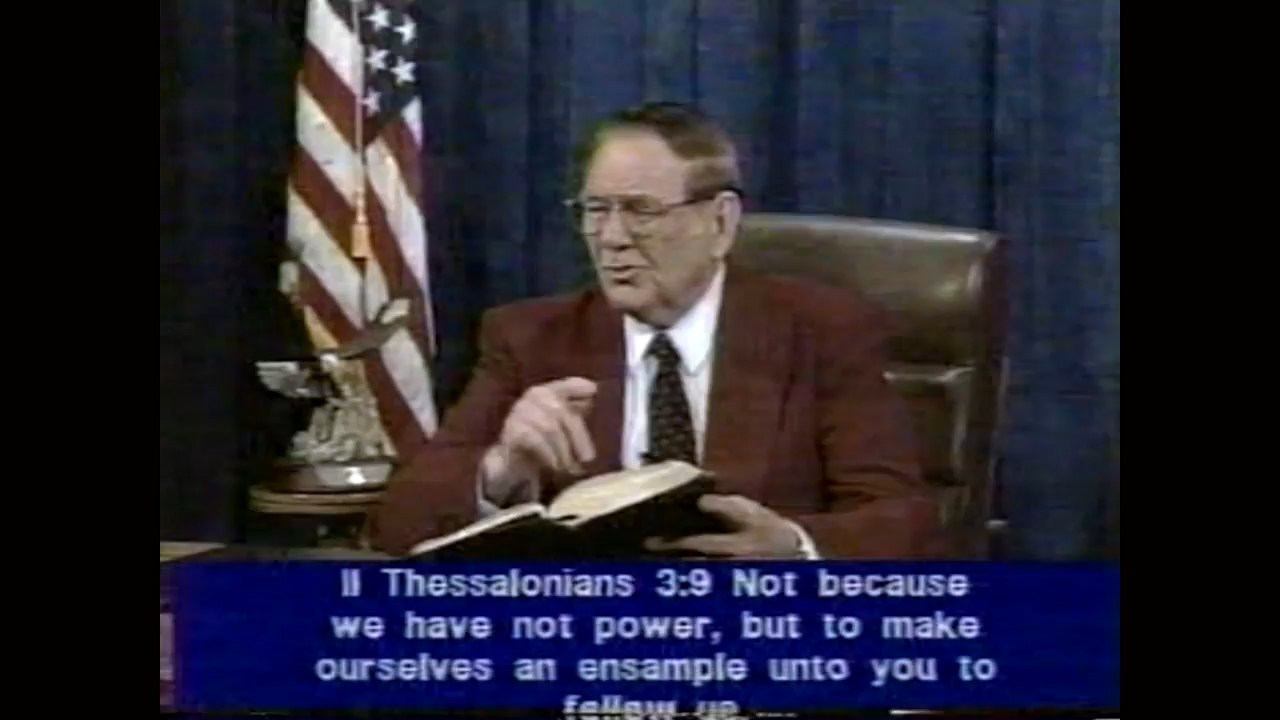 II Thessalonians 3:9 Not because
we have not power, but to make
ourselves an ensample unto you to
follow